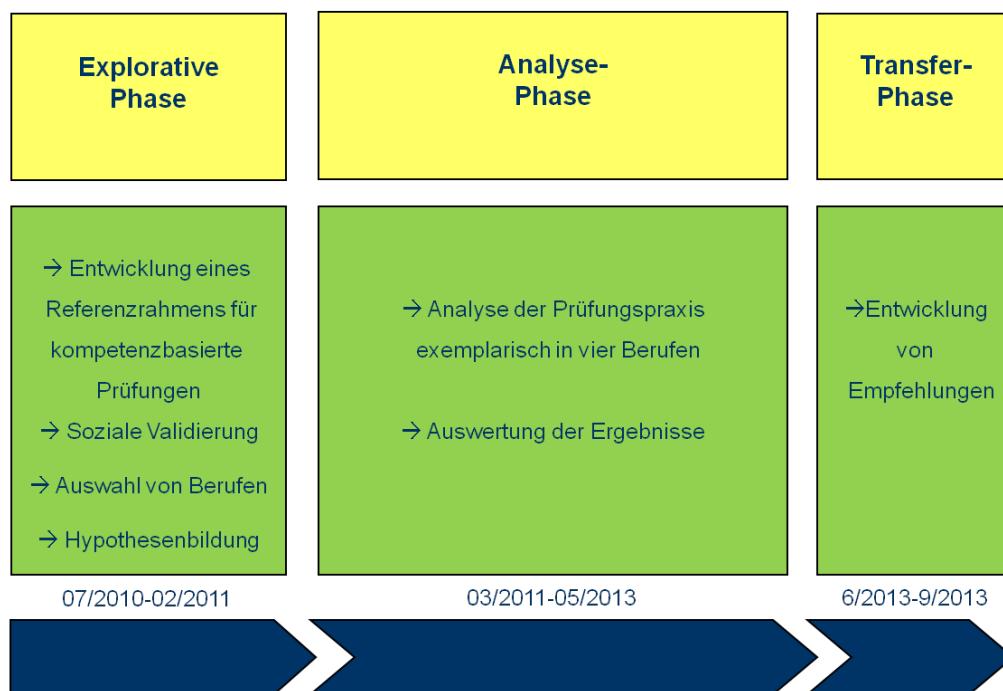 Explorative
Phase
Analyse-
Phase
Transfer-
Phase
→ Entwicklung eines
Referenzrahmens für
kompetenzbasierte
Prüfungen
→ Soziale Validierung
→ Auswahl von Berufen
→ Hypothesenbildung
→ Analyse der Prüfungspraxis
exemplarisch in vier Berufen
→ Auswertung der Ergebnisse
→Entwicklung
von
Empfehlungen
07/2010-02/2011
03/2011-05/2013
6/2013-9/2013